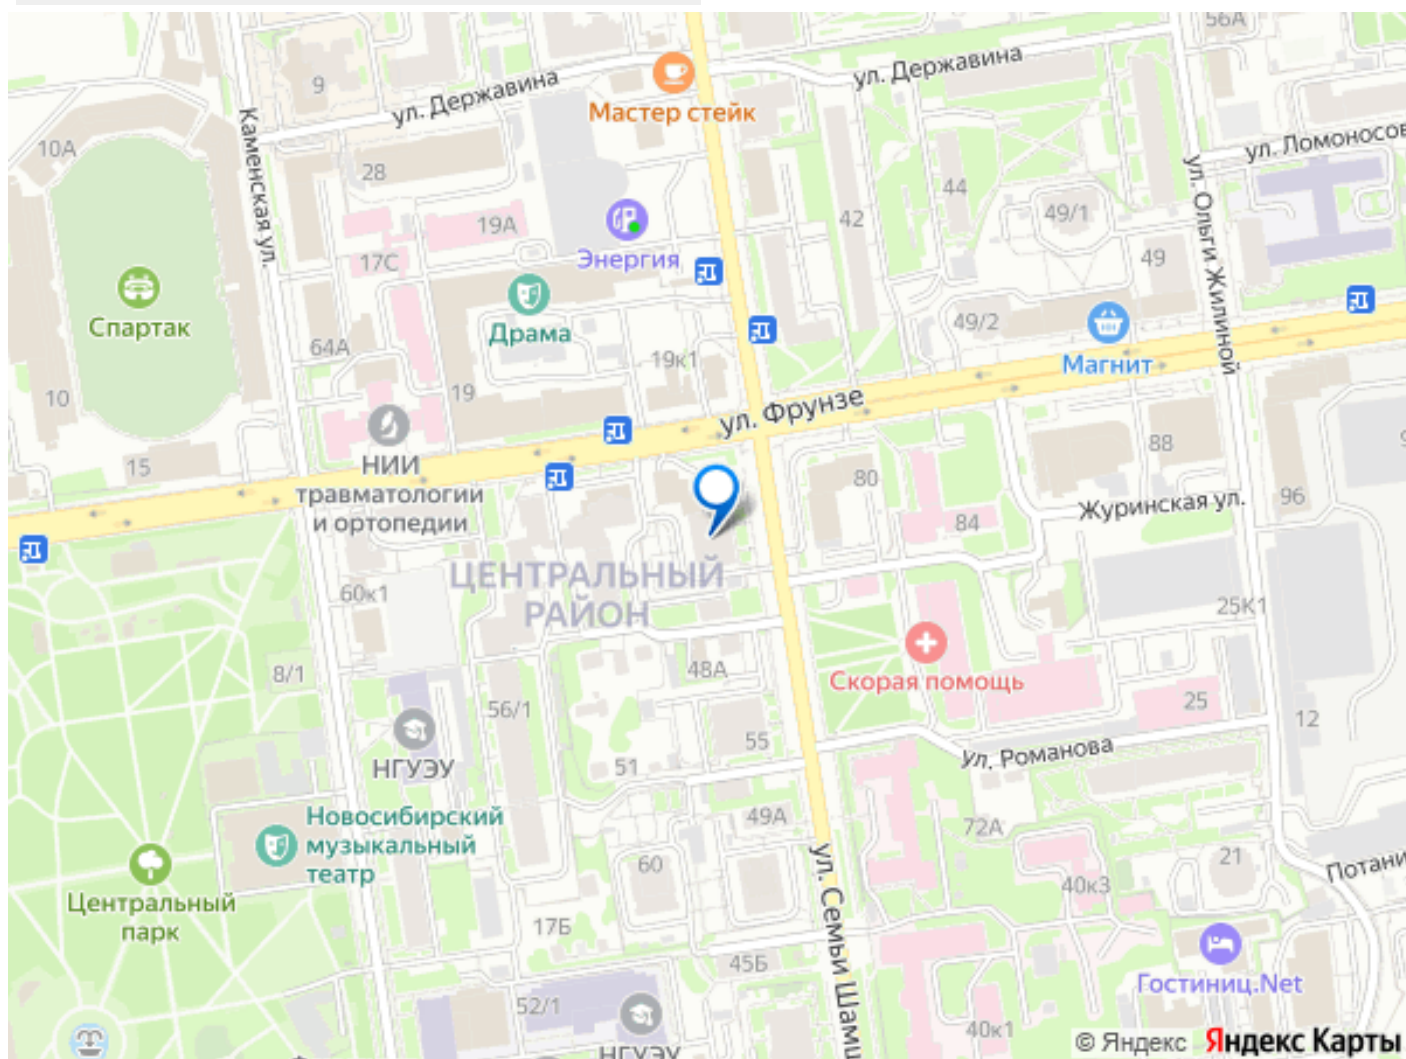 56А
ул. Державина
ул. Державина
9
Мастер стейк
Каменская ул.
10А
28
ул. Ломоносов
44
ул. Ольги Жилиной
19А
42
49/1
17С
Энергия
49
Спартак
Драма
49/2
64А
19к1
Магнит
10
19
ул. Фрунзе
15
НИИ
травматологии
и ортопедии
88
80
96
Журинская ул.
84
ЦЕНТРАЛЬНЫЙ
РАЙОН
60к1
25К1
8/1
48А
Скорая помощь
56/1
25
12
55
ул. Романова
НГУЭУ
51
Новосибирский
музыкальный
театр
49А
72А
ул. Семьи Шамш
60
21
Потани
40к3
Центральный
парк
17Б
45Б
Гостиниц.Net
52/1
40к1
НГУЭУ
© Яндекс Яндекс Карты